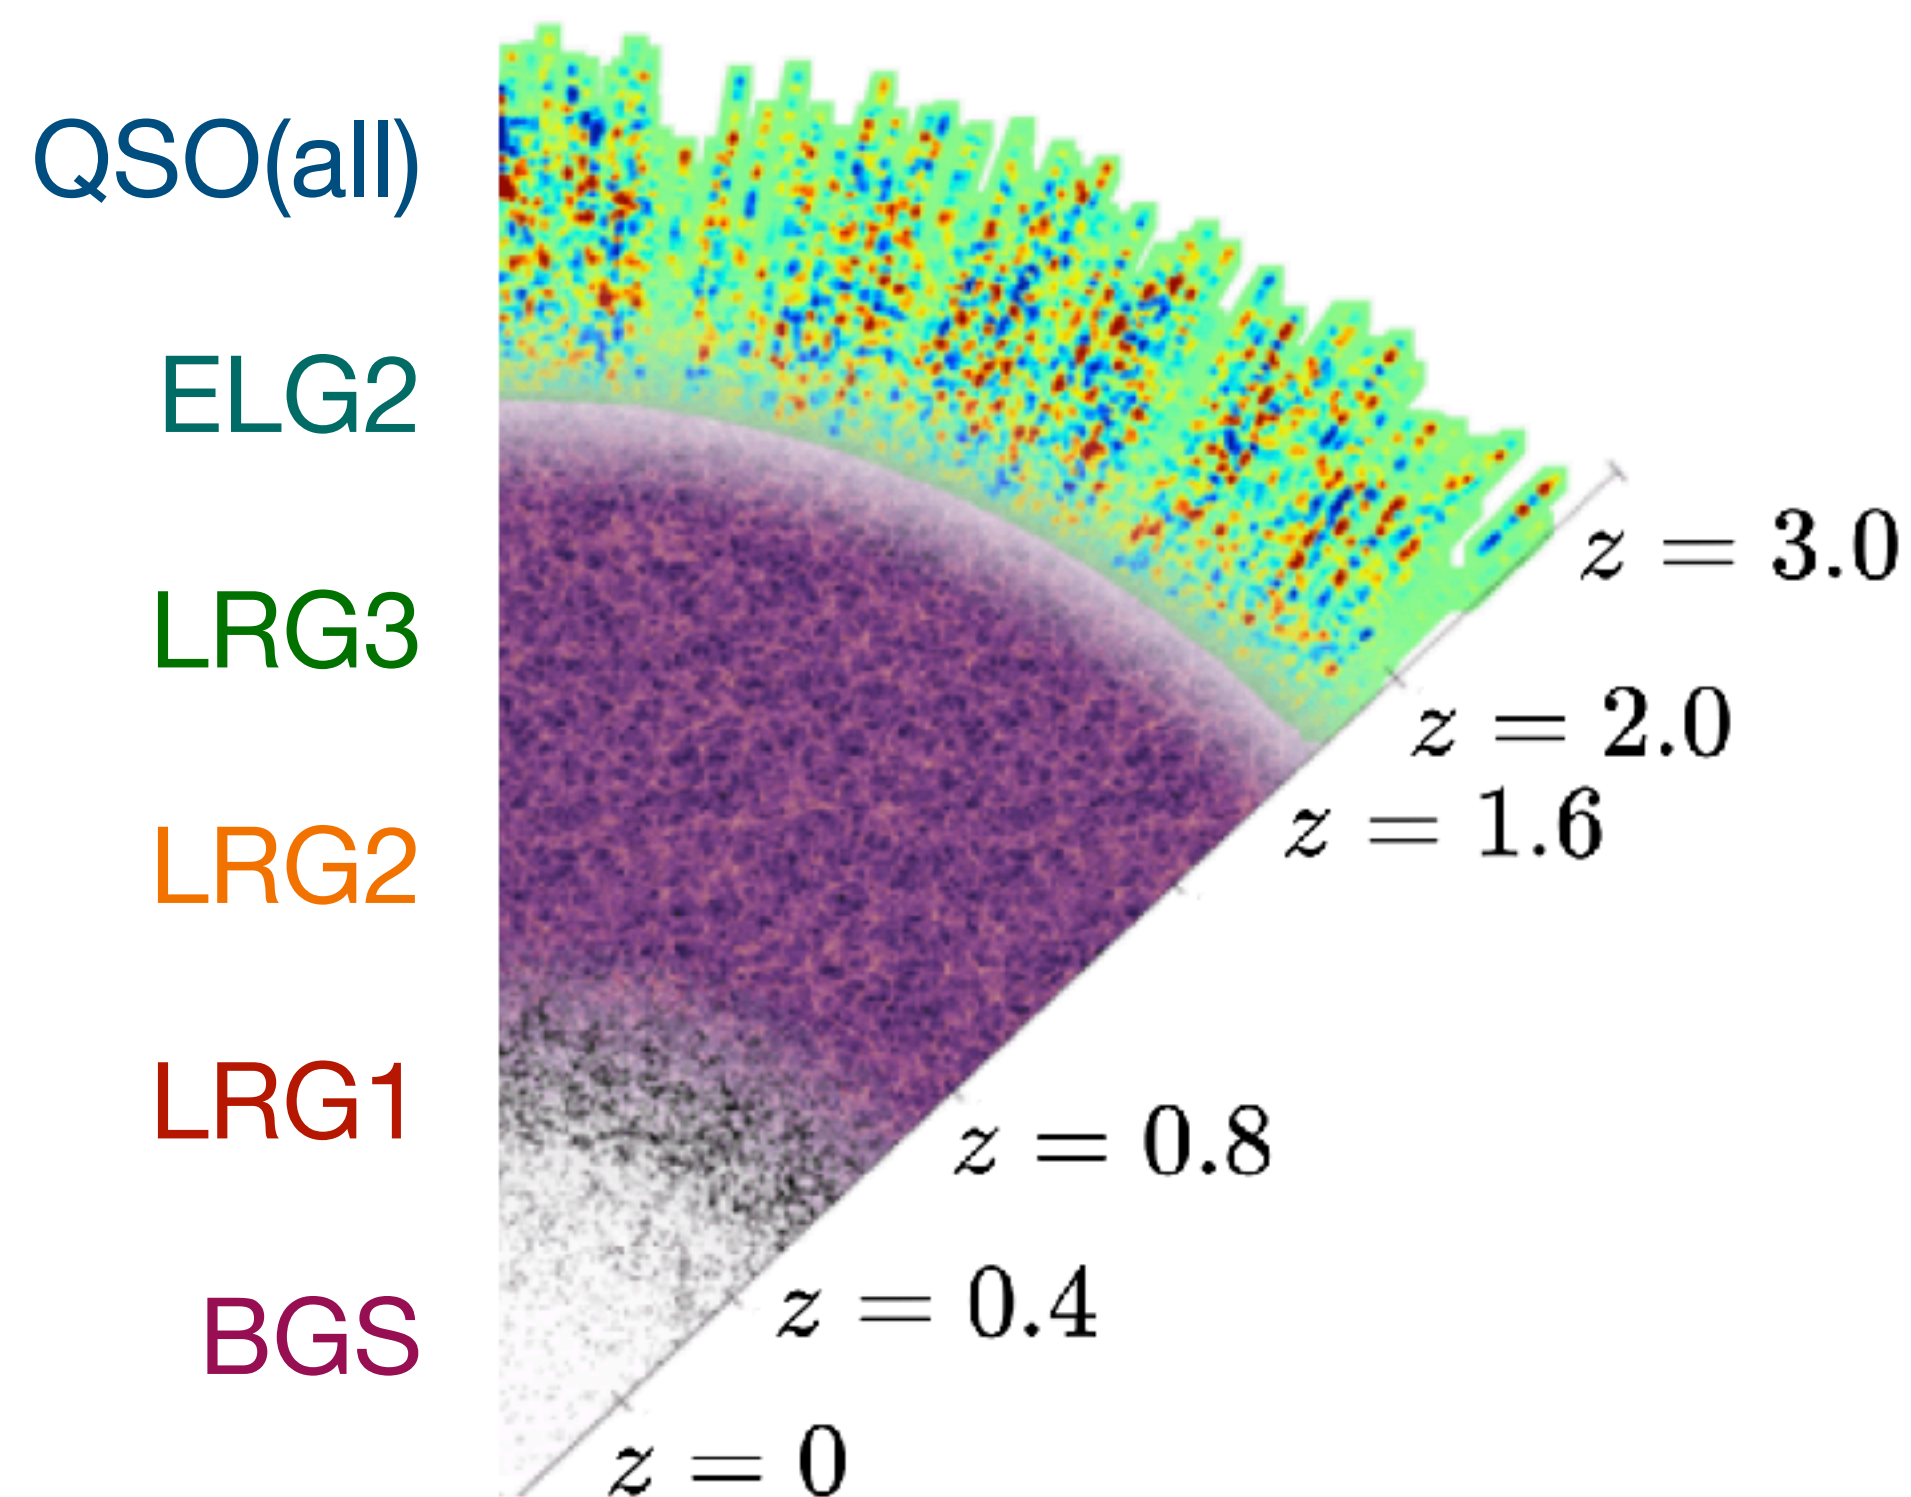 QSO(all)
ELG2
LRG3
LRG2
LRG1
BGS
z = 3.0
z = 2.0
z = 1.6
z = 0.8
z = 0.4
z = 0